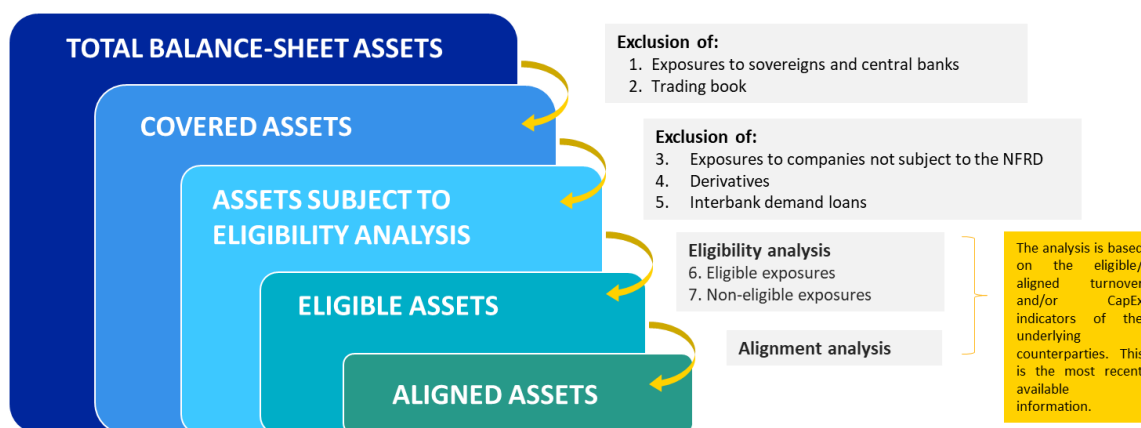 TOTAL BALANCE-SHEET ASSETS
Exclusion of:
1. Exposures to sovereigns and central banks
2. Trading book
COVERED ASSETS
Exclusion of:
3. Exposures to companies not subject to the NFRD
4. Derivatives
5. Interbank demand loans
ASSETS SUBJECT TO
ELIGIBILITY ANALYSIS
Eligibility analysis
6. Eligible exposures
7. Non-eligible exposures
ELIGIBLE ASSETS
Alignment analysis
ALIGNED ASSETS
The analysis is based
on the eligible/
aligned turnover
and/or CapEx
indicators of the
underlying
counterparties. This
is the most recent
available
information.